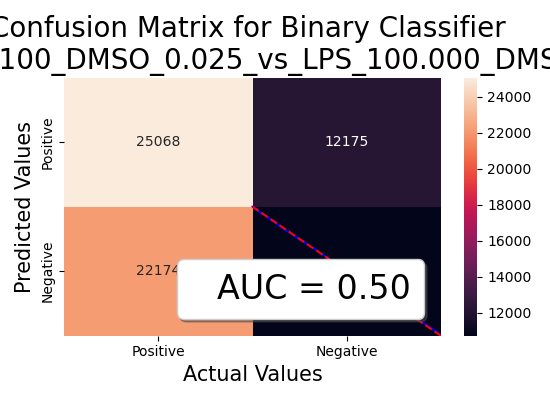 Confusion Matrix for Binary Classifier
100_DMSO_0.025_vs_LPS_100.000_DMS
Predicted Values
Positive
Negative
25068
12175
22174
AUC = 0.50
Positive
Negative
Actual Values
24000
22000
20000
18000
16000
14000
12000